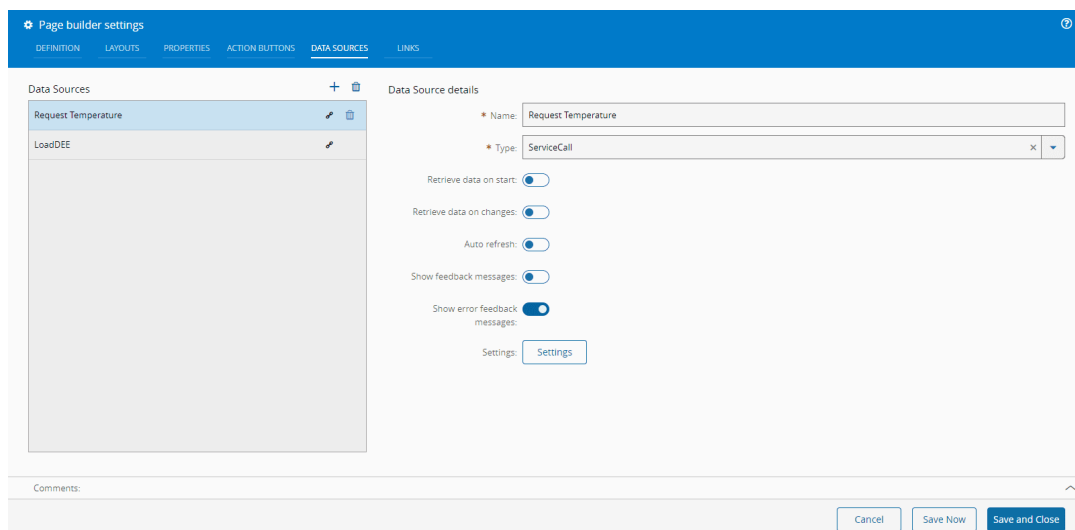 Page builder settings
DEFINITION LAYOUTS PROPERTIES ACTION BUTTONS DATA SOURCES LINKS
Data Sources
Request Temperature
LoadDEE
Data Source details
* Name: Request Temperature
* Type: ServiceCall
Retrieve data on start:
Retrieve data on changes:
Auto refresh:
Show feedback messages:
Show error feedback
messages:
Settings: Settings
Comments:
Cancel Save Now Save and Close